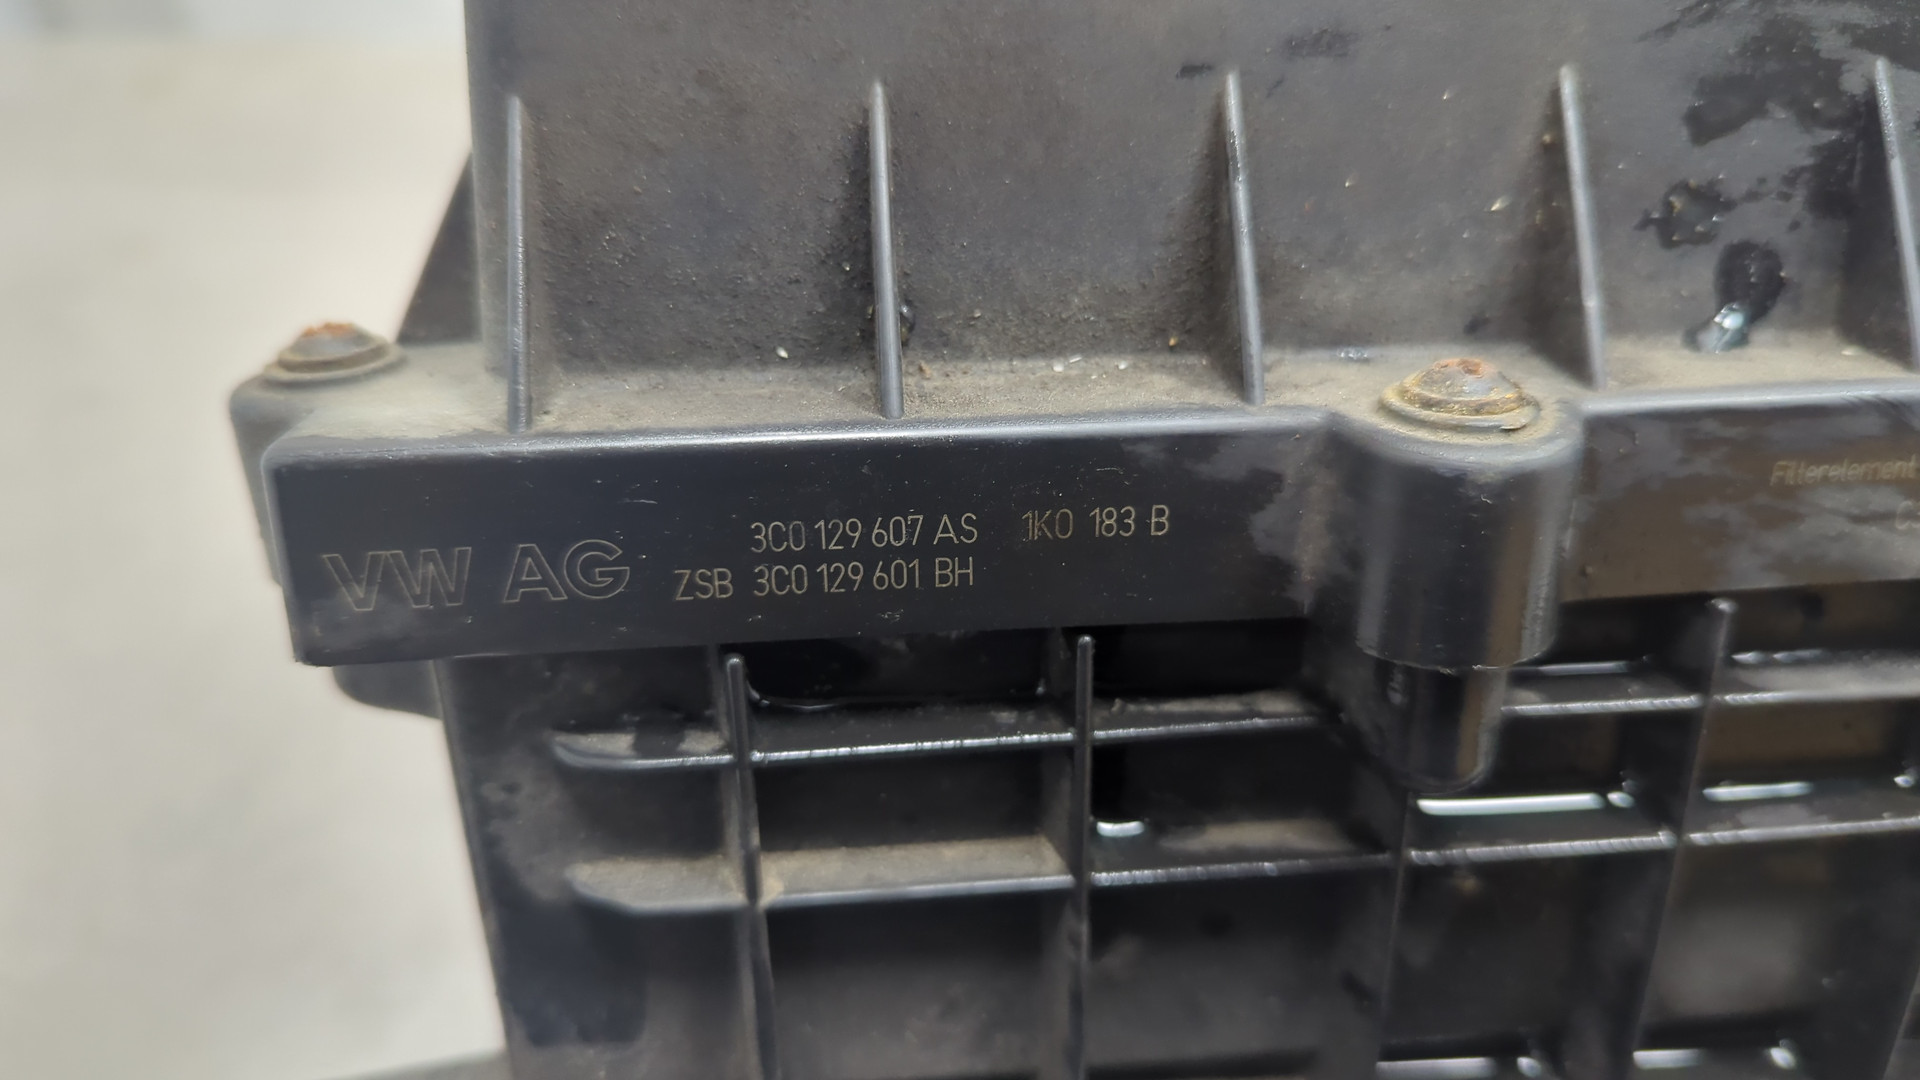 VW AG
3C0 129 607 AS 1K0 183 B
ZSB 3C0 129 601 BH
Filterelement